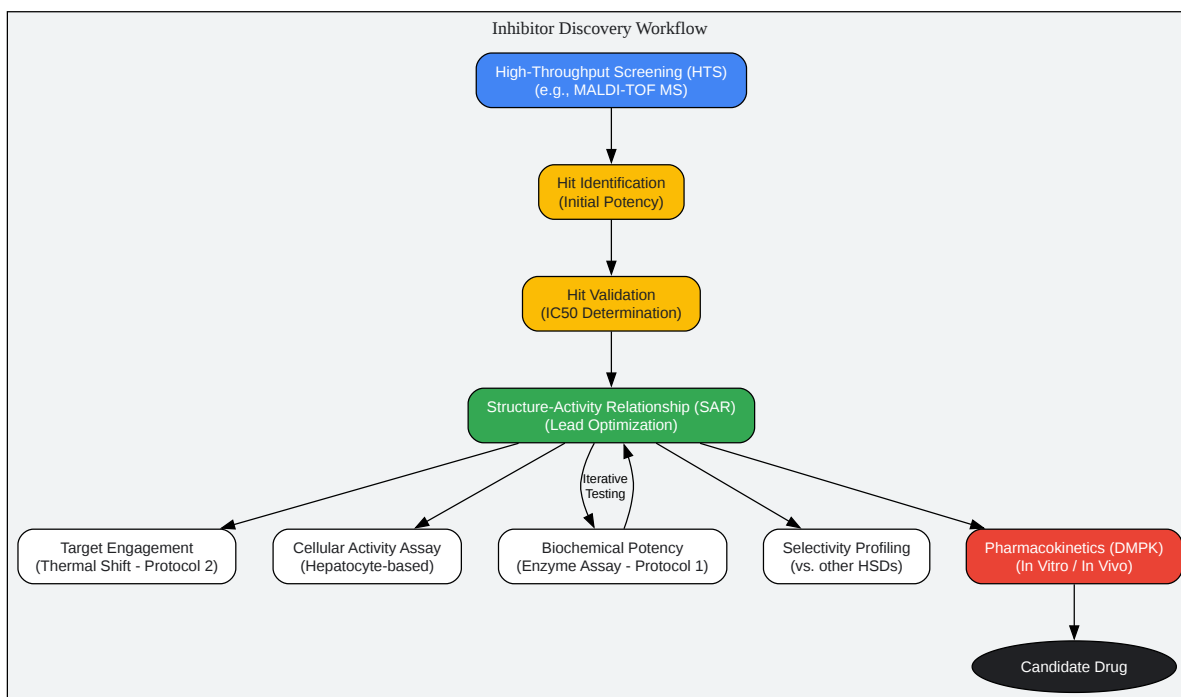 Inhibitor Discovery Workflow
High-Throughput Screening (HTS)
(e.g., MALDI-TOF MS)
Hit Identification
(Initial Potency)
Hit Validation
(IC50 Determination)
Structure-Activity Relationship (SAR)
(Lead Optimization)
Iterative
Testing
Target Engagement
(Thermal Shift - Protocol 2)
Cellular Activity Assay
(Hepatocyte-based)
Biochemical Potency
(Enzyme Assay - Protocol 1)
Selectivity Profiling
(vs. other HSDs)
Pharmacokinetics (DMPK)
(In Vitro / In Vivo)
Candidate Drug